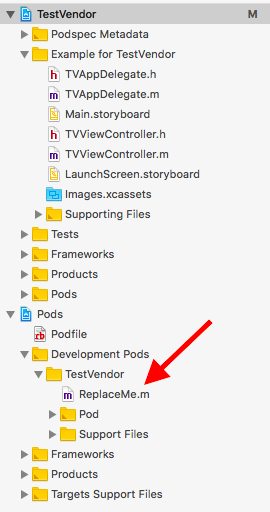 TestVendor M
Podspec Metadata
Example for TestVendor
TVAppDelegate.h
TVAppDelegate.m
Main.storyboard
TVViewController.h
TVViewController.m
LaunchScreen.storyboard
Images.xcassets
Supporting Files
Tests
Frameworks
Products
Pods
Pods
Podfile
Development Pods
TestVendor
ReplaceMe.m
Pod
Support Files
Frameworks
Products
Targets Support Files